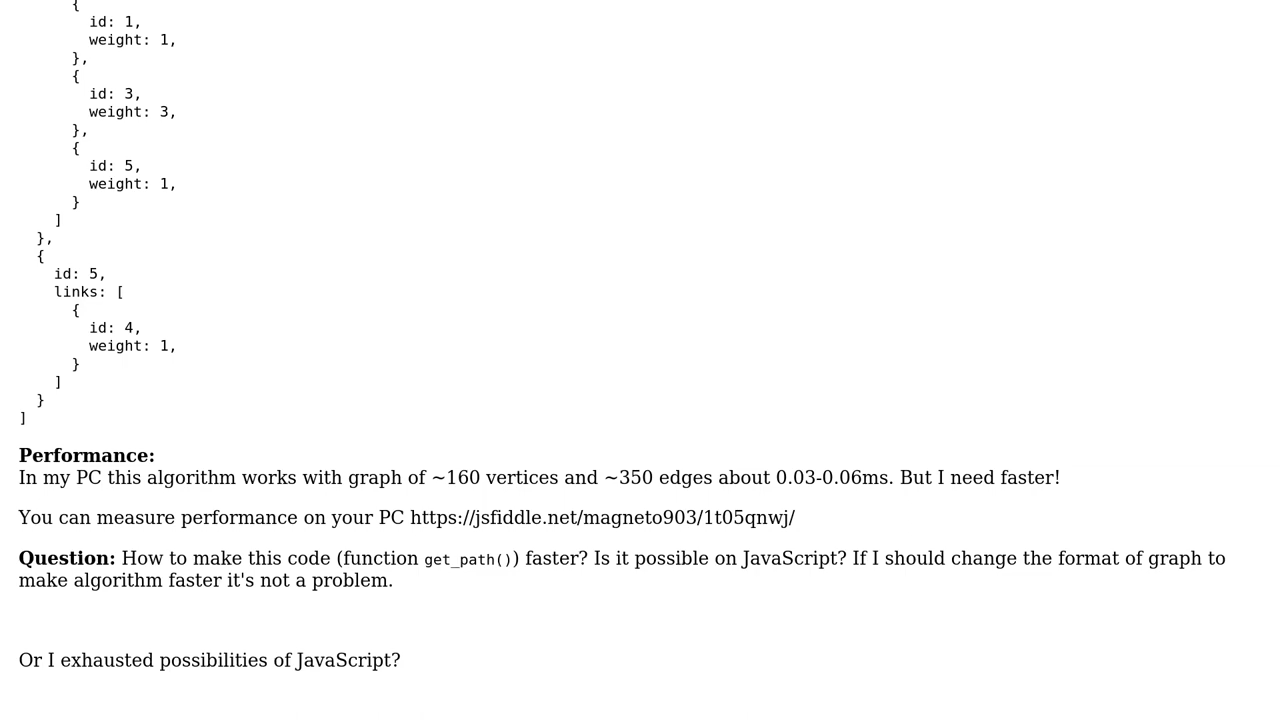 {
id: 1,
weight: 1,
},
{
id: 3,
weight: 3,
},
{
id: 5,
weight: 1,
}
]
},
{
id: 5,
links: [
{
id: 4,
weight: 1,
}
]
}
]
Performance:
In my PC this algorithm works with graph of ~160 vertices and ~350 edges about 0.03-0.06ms. But I need faster!
You can measure performance on your PC https://jsfiddle.net/magneto903/1t05qnwj/
Question: How to make this code (function get_path()) faster? Is it possible on JavaScript? If I should change the format of graph to
make algorithm faster it's not a problem.
Or I exhausted possibilities of JavaScript?